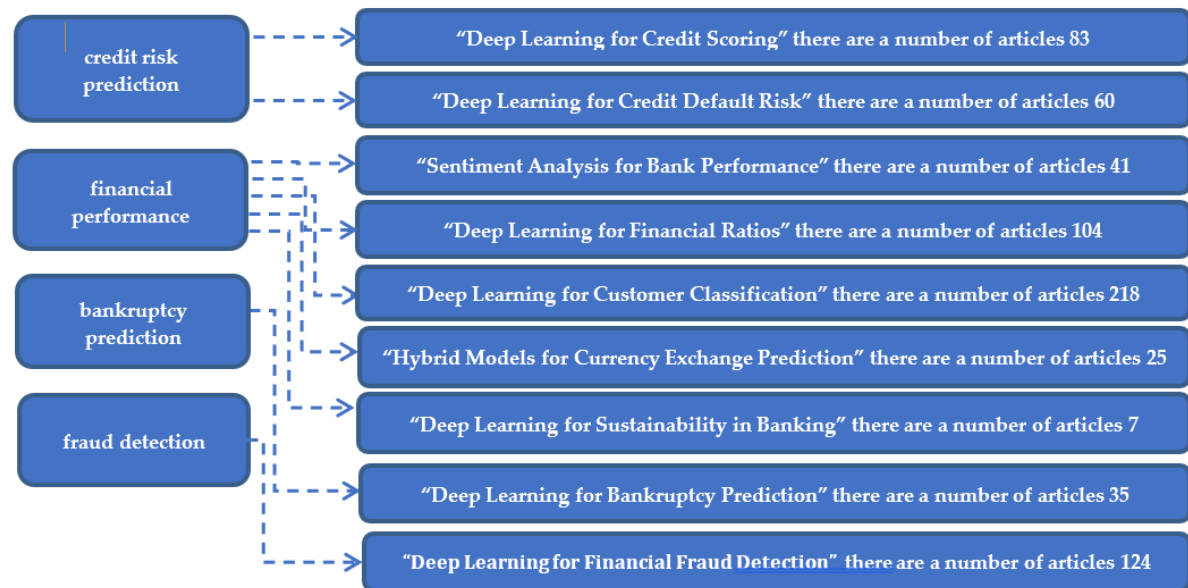 credit risk
prediction
financial
performance
bankruptcy
prediction
fraud detection
“Deep Learning for Credit Scoring” there are a number of articles 83
“Deep Learning for Credit Default Risk” there are a number of articles 60
“Sentiment Analysis for Bank Performance” there are a number of articles 41
“Deep Learning for Financial Ratios” there are a number of articles 104
“Deep Learning for Customer Classification” there are a number of articles 218
“Hybrid Models for Currency Exchange Prediction” there are a number of articles 25
“Deep Learning for Sustainability in Banking” there are a number of articles 7
“Deep Learning for Bankruptcy Prediction” there are a number of articles 35
“Deep Learning for Financial Fraud Detection” there are a number of articles 124